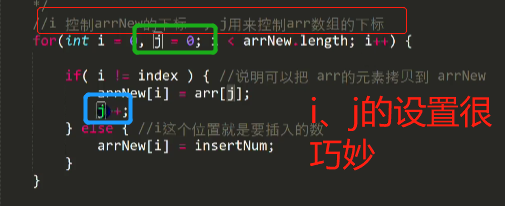 */
//i 控制arrNew的下标 , j用来控制arr数组的下标
for(int i = 0, j = 0; i < arrNew.length; i++) {
if( i != index ) { //说明可以把 arr的元素拷贝到 arrNew
arrNew[i] = arr[j];
j++;
} else { //i这个位置就是要插入的数
arrNew[i] = insertNum;
}
}
i、j的设置很
巧妙